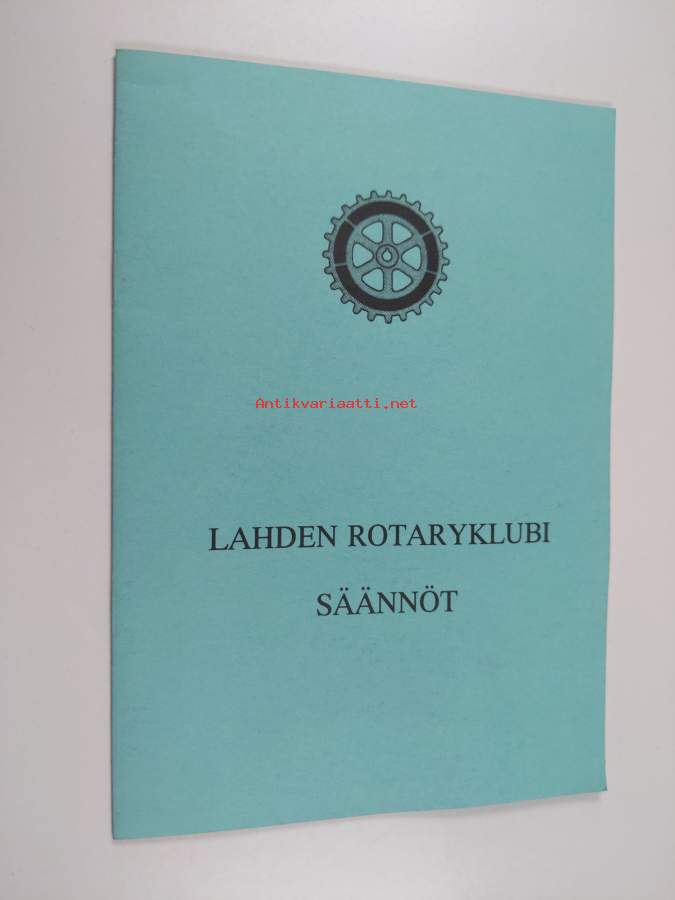 Antikvariaatti.net
LAHDEN ROTARYKLUBI
SÄÄNNÖT